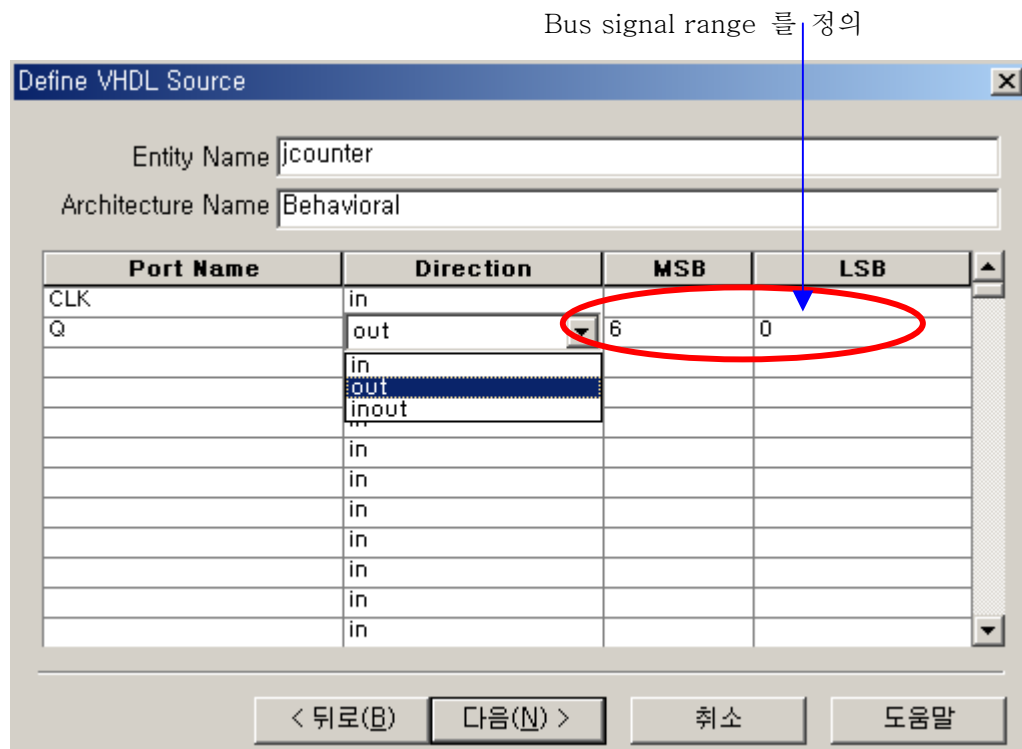 Bus signal range 를 정의
Define VHDL Source
Entity Name jcounter
Architecture Name Behavioral
Port Name Direction MSB LSB
CLK in
Q out 6 0
in
out
inout
in
in
in
in
in
in
in
< 뒤로(B) 다음(N) > 취소 도움말